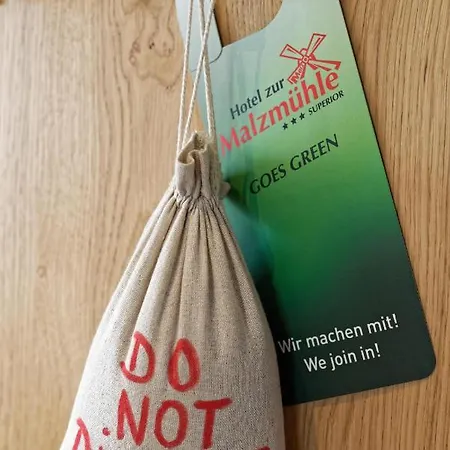 Hotel zur
Malzmühle
★★★ SUPERIOR
GOES GREEN
Wir machen mit!
We join in!
DO
NOT